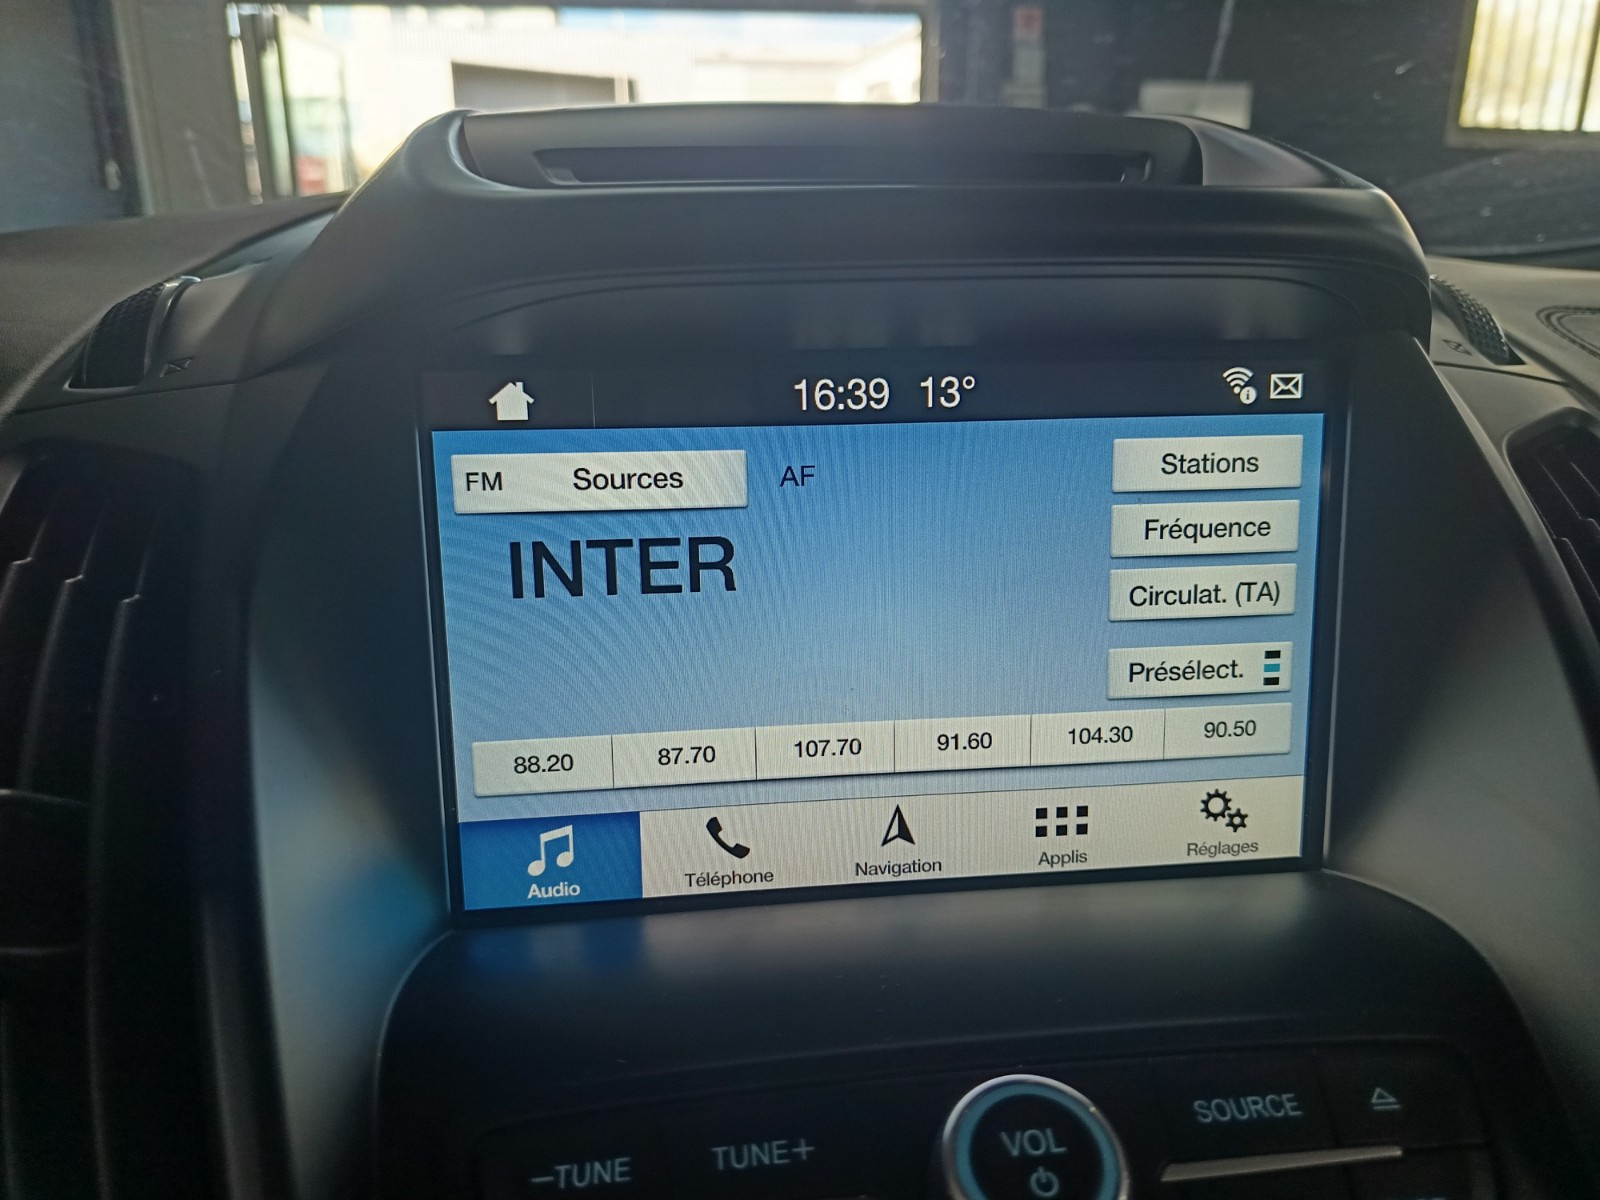 16:39 13°
FM Sources AF
Stations
INTER
Fréquence
Circulat. (TA)
Présélect.
88.20 87.70 107.70 91.60 104.30 90.50
Audio Téléphone Navigation Applis Réglages
−TUNE TUNE+ VOL SOURCE